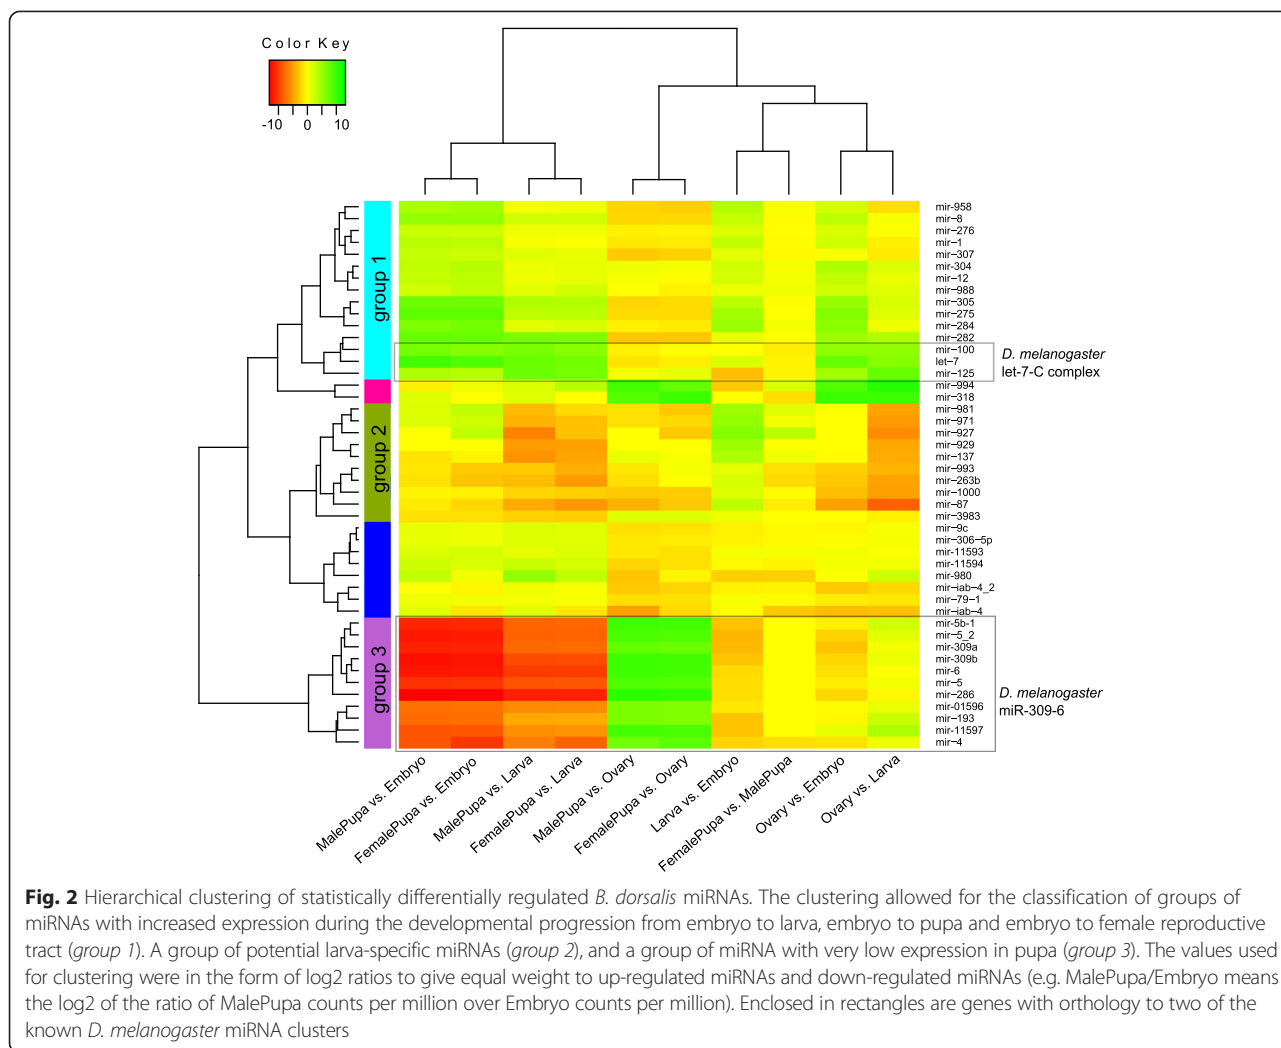 Color Key
-10 0 10
group 1
group 2
group 3
mir−958
mir−8
mir−276
mir−1
mir−307
mir−304
mir−12
mir−988
mir−305
mir−275
mir−284
mir−282
mir−100
let−7
mir−125
mir−994
mir−318
mir−981
mir−971
mir−927
mir−929
mir−137
mir−993
mir−263b
mir−1000
mir−87
mir−3983
mir−9c
mir−306-5p
mir-11593
mir-11594
mir-980
mir−iab−4_2
mir−79-1
mir−iab−4
mir-5b-1
mir−5_2
mir-309a
mir-309b
mir-6
mir−5
mir−286
mir-01596
mir−193
mir-11597
mir−4
D. melanogaster
let-7-C complex
D. melanogaster
miR-309-6
MalePupa vs. Embryo
FemalePupa vs. Embryo
MalePupa vs. Larva
FemalePupa vs. Larva
MalePupa vs. Ovary
FemalePupa vs. Ovary
Larva vs. Embryo
FemalePupa vs. MalePupa
Ovary vs. Embryo
Ovary vs. Larva
Fig. 2 Hierarchical clustering of statistically differentially regulated B. dorsalis miRNAs. The clustering allowed for the classification of groups of
miRNAs with increased expression during the developmental progression from embryo to larva, embryo to pupa and embryo to female reproductive
tract (group 1). A group of potential larva-specific miRNAs (group 2), and a group of miRNA with very low expression in pupa (group 3). The values used
for clustering were in the form of log2 ratios to give equal weight to up-regulated miRNAs and down-regulated miRNAs (e.g. MalePupa/Embryo means
the log2 of the ratio of MalePupa counts per million over Embryo counts per million). Enclosed in rectangles are genes with orthology to two of the
known D. melanogaster miRNA clusters